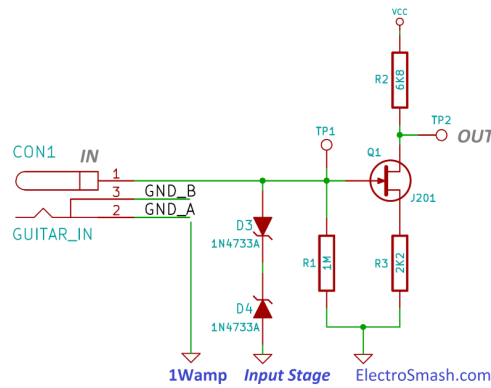 VCC
R2
6K8
TP1
TP2
OUT
CON1
IN
Q1
1
3
GND_B
2
GND_A
J201
GUITAR_IN
D3
1N4733A
R1
1M
R3
2K2
D4
1N4733A
1Wamp Input Stage ElectroSmash.com